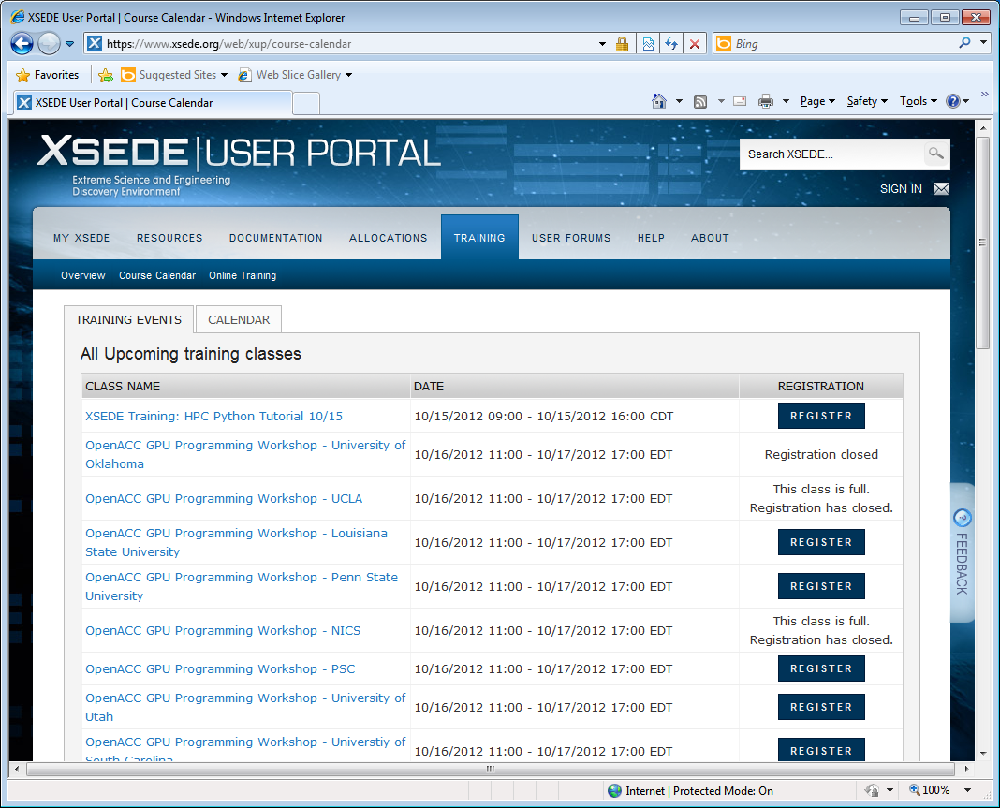 XSEDE User Portal | Course Calendar - Windows Internet Explorer
https://www.xsede.org/web/xup/course-calendar
Bing
Favorites
Suggested Sites
Web Slice Gallery
XSEDE User Portal | Course Calendar
Page
Safety
Tools
XSEDE|USER PORTAL
Extreme Science and Engineering
Discovery Environment
Search XSEDE...
SIGN IN
MY XSEDE RESOURCES DOCUMENTATION ALLOCATIONS TRAINING USER FORUMS HELP ABOUT
Overview Course Calendar Online Training
TRAINING EVENTS CALENDAR
All Upcoming training classes
CLASS NAME DATE REGISTRATION
XSEDE Training: HPC Python Tutorial 10/15 10/15/2012 09:00 - 10/15/2012 16:00 CDT REGISTER
OpenACC GPU Programming Workshop - University of
Oklahoma
10/16/2012 11:00 - 10/17/2012 17:00 EDT
Registration closed
OpenACC GPU Programming Workshop - UCLA
10/16/2012 11:00 - 10/17/2012 17:00 EDT
This class is full.
Registration has closed.
OpenACC GPU Programming Workshop - Louisiana
State University
10/16/2012 11:00 - 10/17/2012 17:00 EDT
REGISTER
OpenACC GPU Programming Workshop - Penn State
University
10/16/2012 11:00 - 10/17/2012 17:00 EDT
REGISTER
OpenACC GPU Programming Workshop - NICS
10/16/2012 11:00 - 10/17/2012 17:00 EDT
This class is full.
Registration has closed.
OpenACC GPU Programming Workshop - PSC
10/16/2012 11:00 - 10/17/2012 17:00 EDT
REGISTER
OpenACC GPU Programming Workshop - University of
Utah
10/16/2012 11:00 - 10/17/2012 17:00 EDT
REGISTER
OpenACC GPU Programming Workshop - Universtiy of
South Carolina
10/16/2012 11:00 - 10/17/2012 17:00 EDT
REGISTER
FEEDBACK
Internet | Protected Mode: On
100%